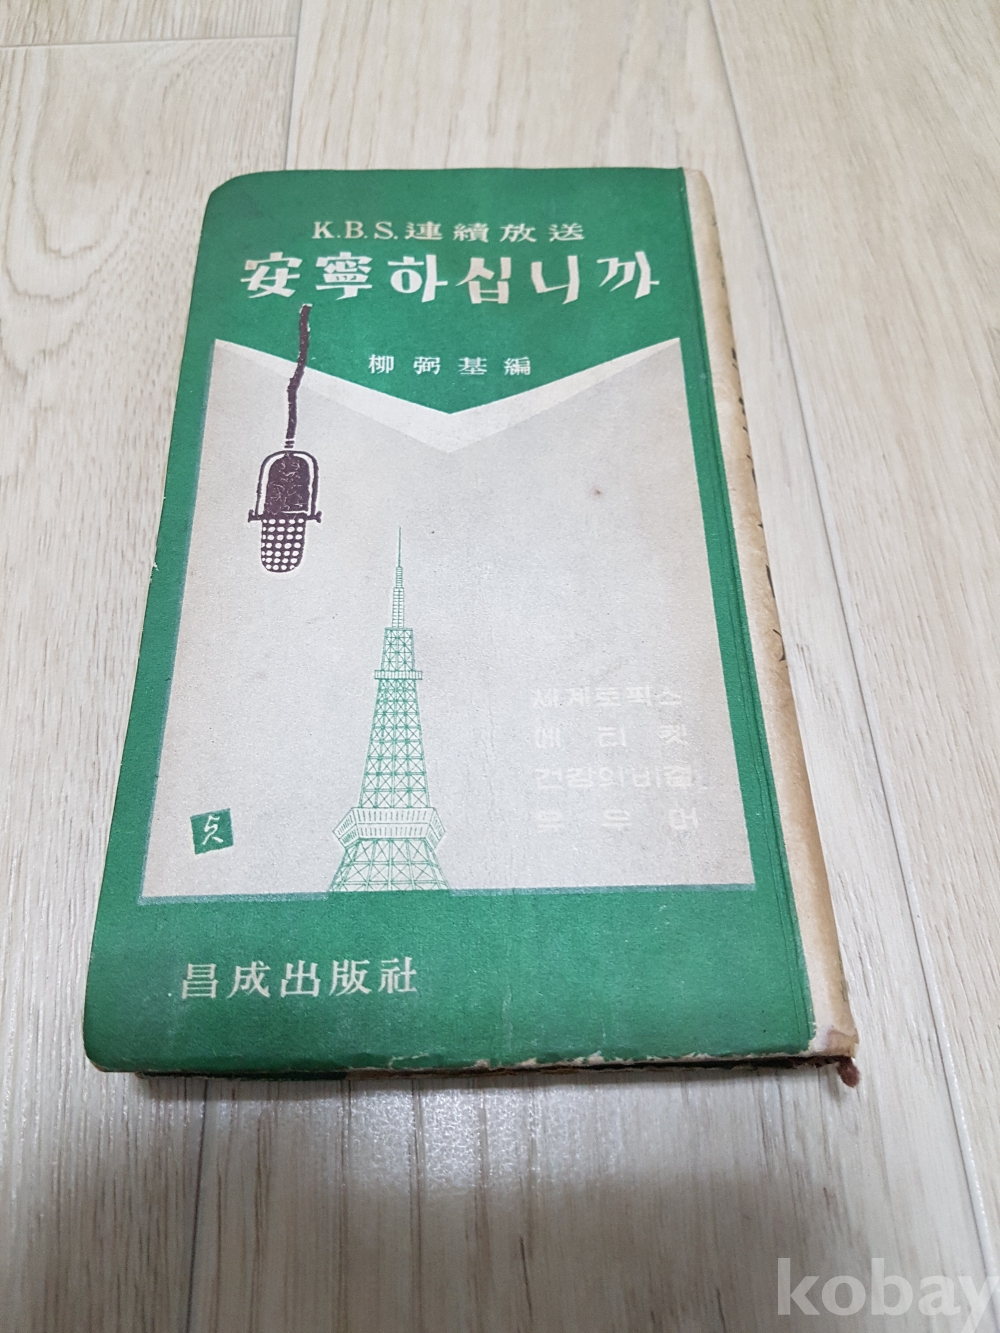 K.B.S. 連續放送
安寧하십니까
柳弼基編
세계토픽스
에티켓
건강의비결
유우머
昌成出版社
kobay